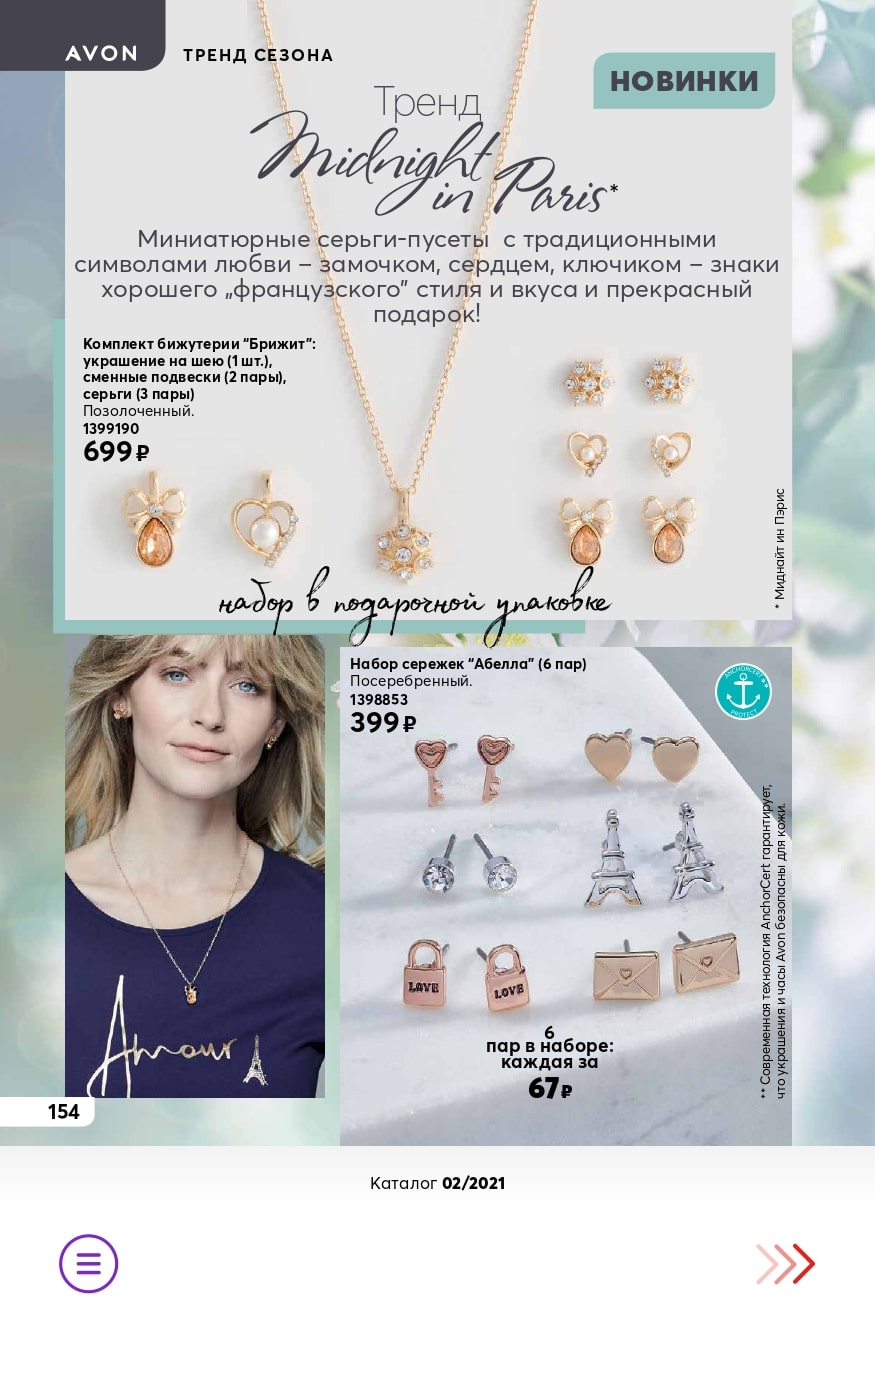 AVON
ТРЕНД СЕЗОНА
НОВИНКИ
Тренд
Midnight
in Paris*
Миниатюрные серьги-пусеты с традиционными
символами любви – замочком, сердцем, ключиком – знаки
хорошего „французского” стиля и вкуса и прекрасный
подарок!
Комплект бижутерии “Брижит”:
украшение на шею (1 шт.),
сменные подвески (2 пары),
серьги (3 пары)
Позолоченный.
1399190
699 ₽
* Миднайт ин Пэрис
набор в подарочной упаковке
Набор сережек “Абелла” (6 пар)
Посеребренный.
1398853
399 ₽
ANCHORCERT**
PROTECT
LOVE
LOVE
6
пар в наборе:
каждая за
67 ₽
** Современная технология AnchorCert гарантирует,
что украшения и часы Avon безопасны для кожи.
Amour
154
Каталог 02/2021